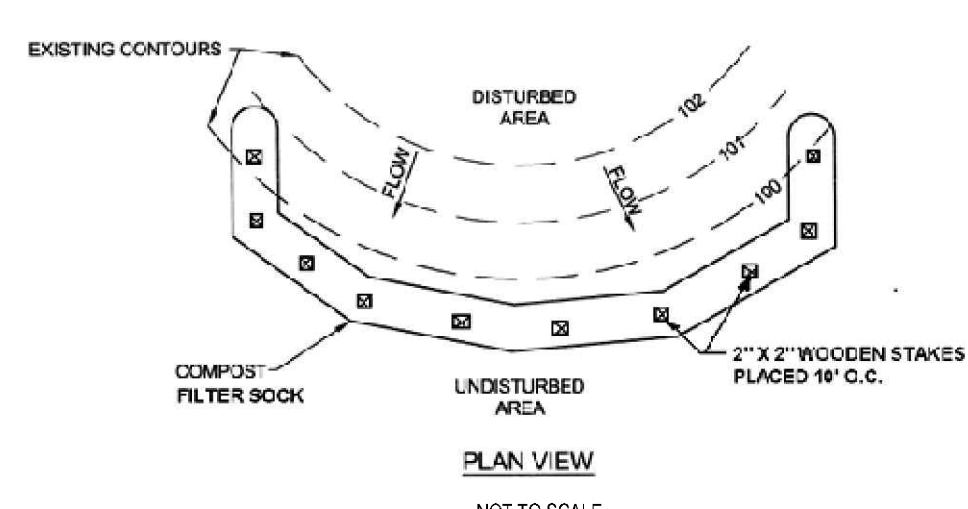 EXISTING CONTOURS
DISTURBED
AREA
102
101
100
FLOW
FLOW
COMPOST
FILTER SOCK
UNDISTURBED
AREA
2" X 2" WOODEN STAKES
PLACED 10' O.C.
PLAN VIEW
NOT TO SCALE